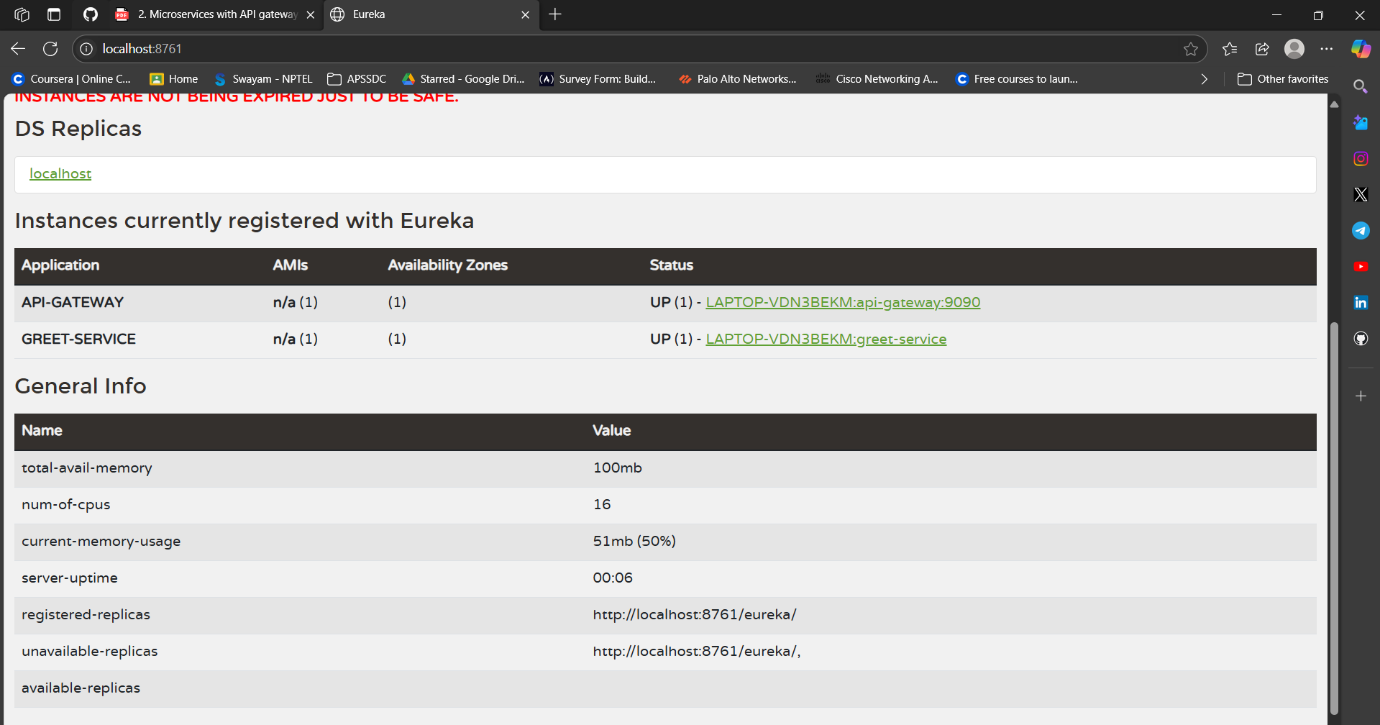 2. Microservices with API gateway
Eureka
localhost:8761
Coursera | Online C...
Home
Swayam - NPTEL
APSSDC
Starred - Google Dri...
Survey Form: Build...
Palo Alto Networks...
Cisco Networking A...
Free courses to laun...
Other favorites
INSTANCES ARE NOT BEING EXPIRED JUST TO BE SAFE.
DS Replicas
localhost
Instances currently registered with Eureka
Application AMIs Availability Zones Status
API-GATEWAY n/a (1) (1) UP (1) - LAPTOP-VDN3BEKM:api-gateway:9090
GREET-SERVICE n/a (1) (1) UP (1) - LAPTOP-VDN3BEKM:greet-service
General Info
Name Value
total-avail-memory 100mb
num-of-cpus 16
current-memory-usage 51mb (50%)
server-uptime 00:06
registered-replicas http://localhost:8761/eureka/
unavailable-replicas http://localhost:8761/eureka/,
available-replicas